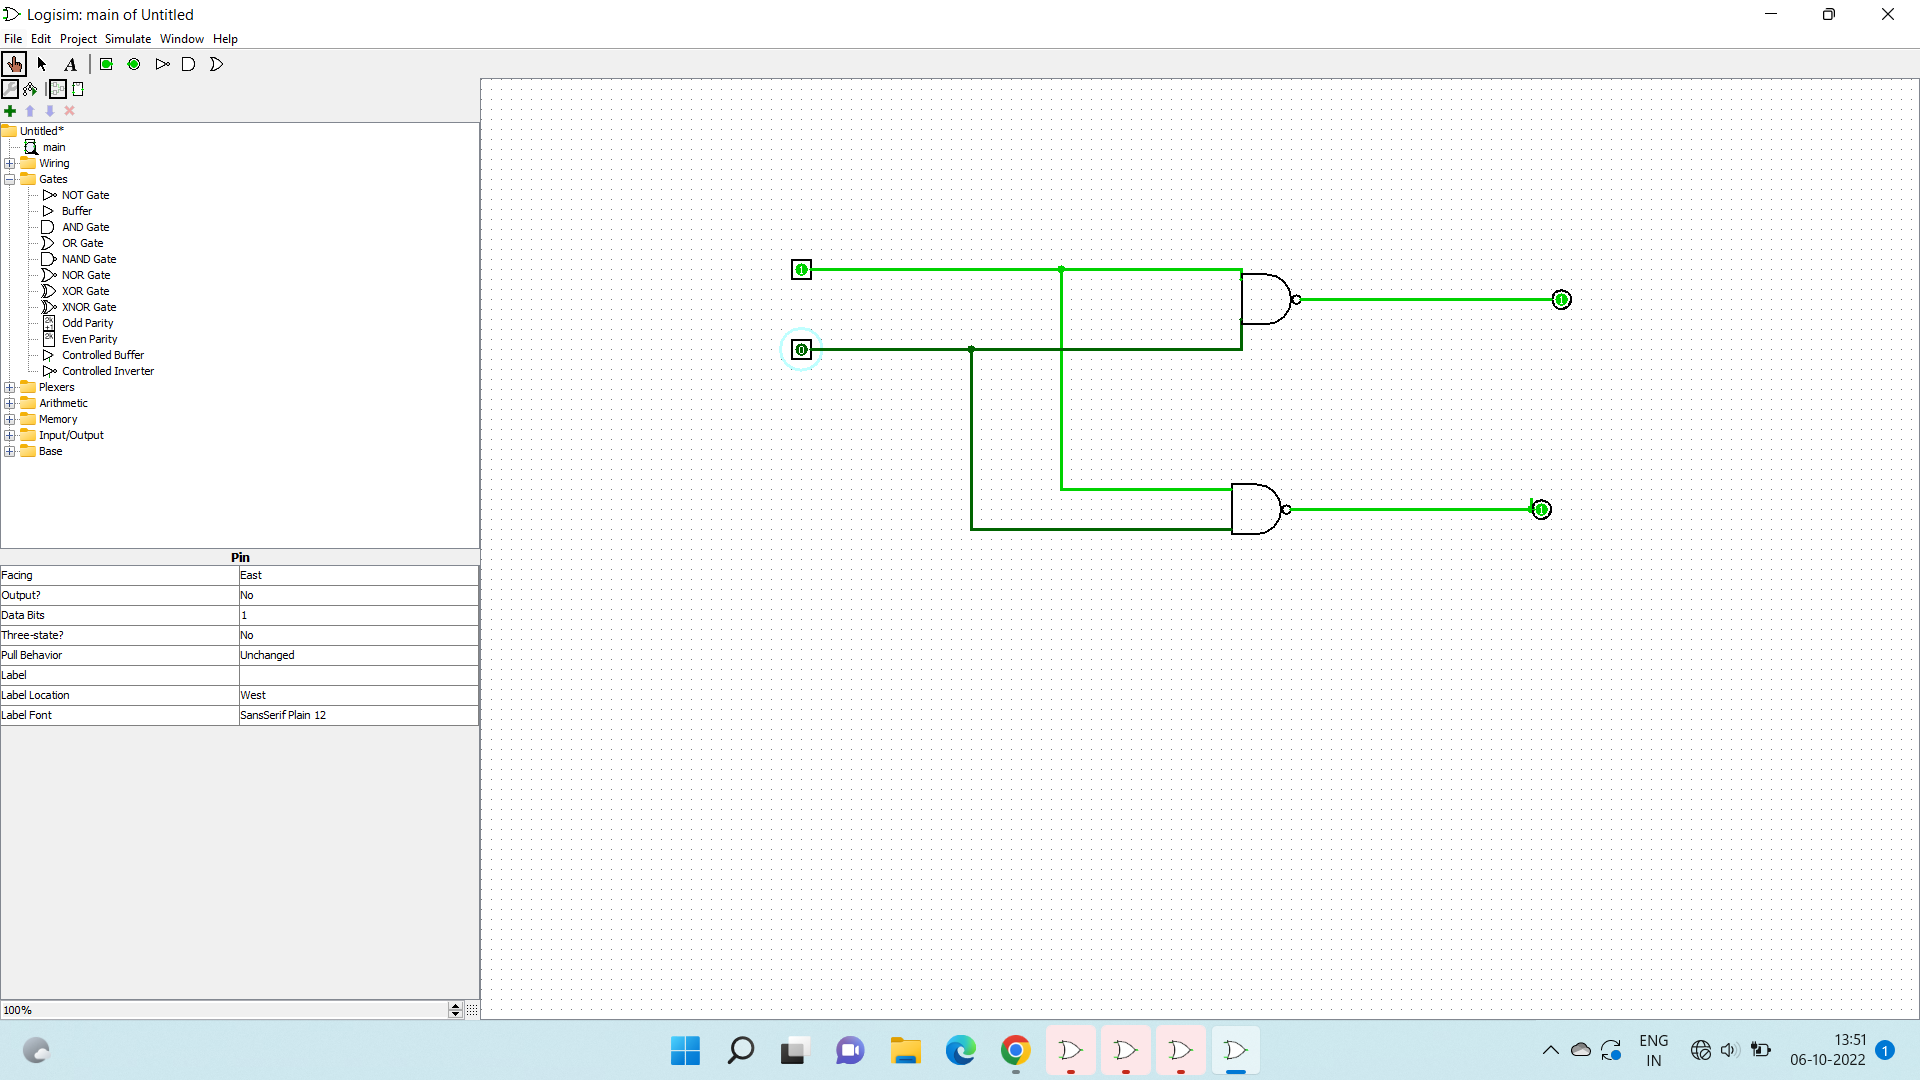 Logisim: main of Untitled
File Edit Project Simulate Window Help
A
Untitled*
main
Wiring
Gates
NOT Gate
Buffer
AND Gate
OR Gate
NAND Gate
NOR Gate
XOR Gate
XNOR Gate
2k+1 Odd Parity
2k Even Parity
Controlled Buffer
Controlled Inverter
Plexers
Arithmetic
Memory
Input/Output
Base
1
1
0
1
Pin
Facing East
Output? No
Data Bits 1
Three-state? No
Pull Behavior Unchanged
Label
Label Location West
Label Font SansSerif Plain 12
100%
ENG
IN
13:51
06-10-2022
1